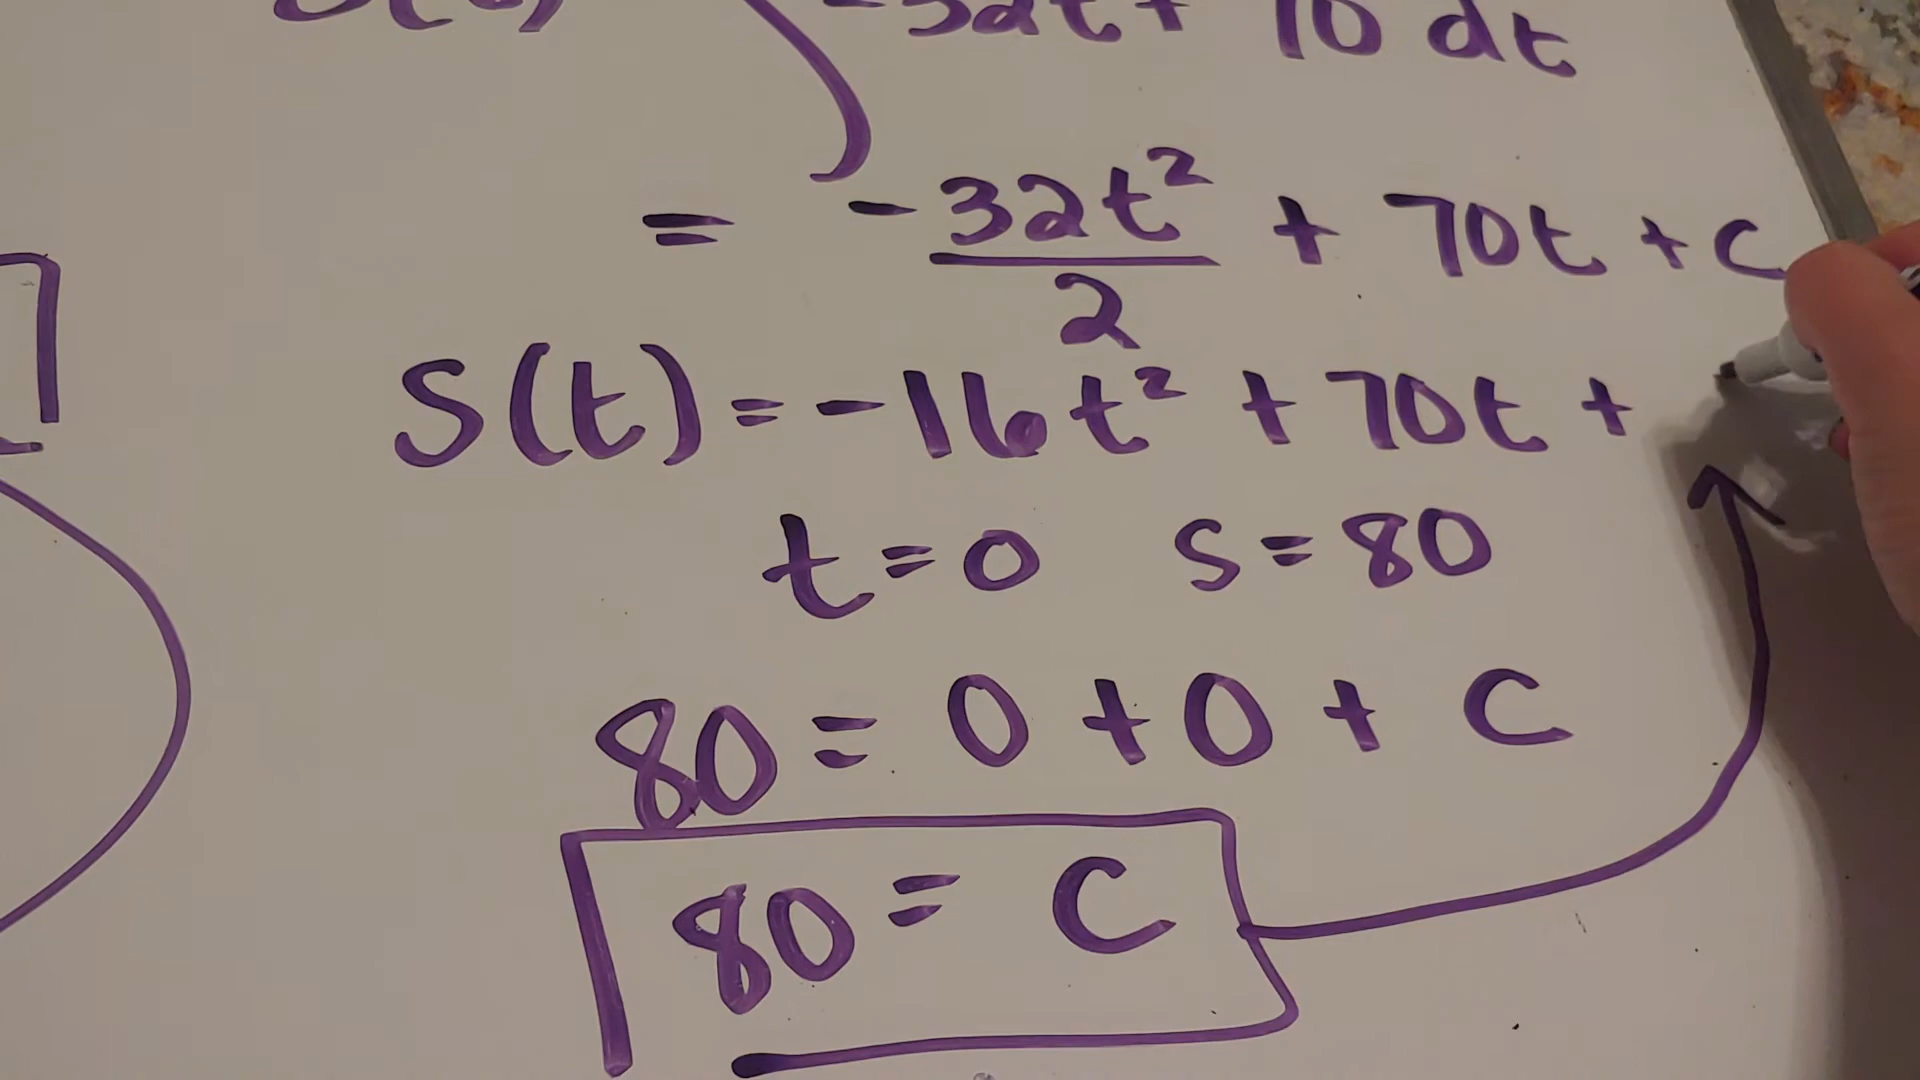 -32t + 70 dt
= -32t²/2 + 70t + C
S(t) = -16t² + 70t +
t = 0 s = 80
80 = 0 + 0 + C
80 = C